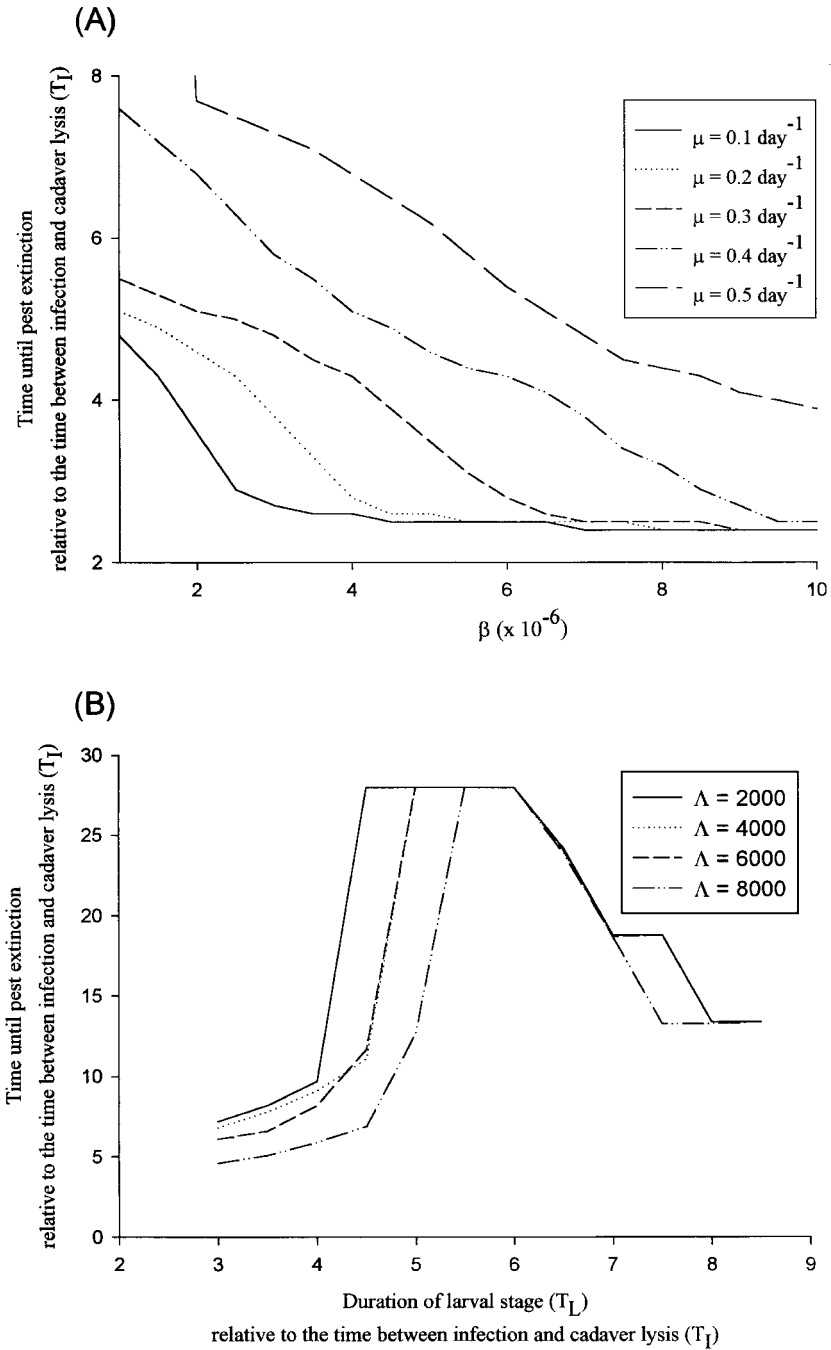 (A)
Time until pest extinction
relative to the time between infection and cadaver lysis (TI)
8
6
4
2
μ = 0.1 day-1
μ = 0.2 day-1
μ = 0.3 day-1
μ = 0.4 day-1
μ = 0.5 day-1
2 4 6 8 10
β (x 10-6)
(B)
Time until pest extinction
relative to the time between infection and cadaver lysis (TI)
30
25
20
15
10
5
0
Λ = 2000
Λ = 4000
Λ = 6000
Λ = 8000
2 3 4 5 6 7 8 9
Duration of larval stage (TL)
relative to the time between infection and cadaver lysis (TI)